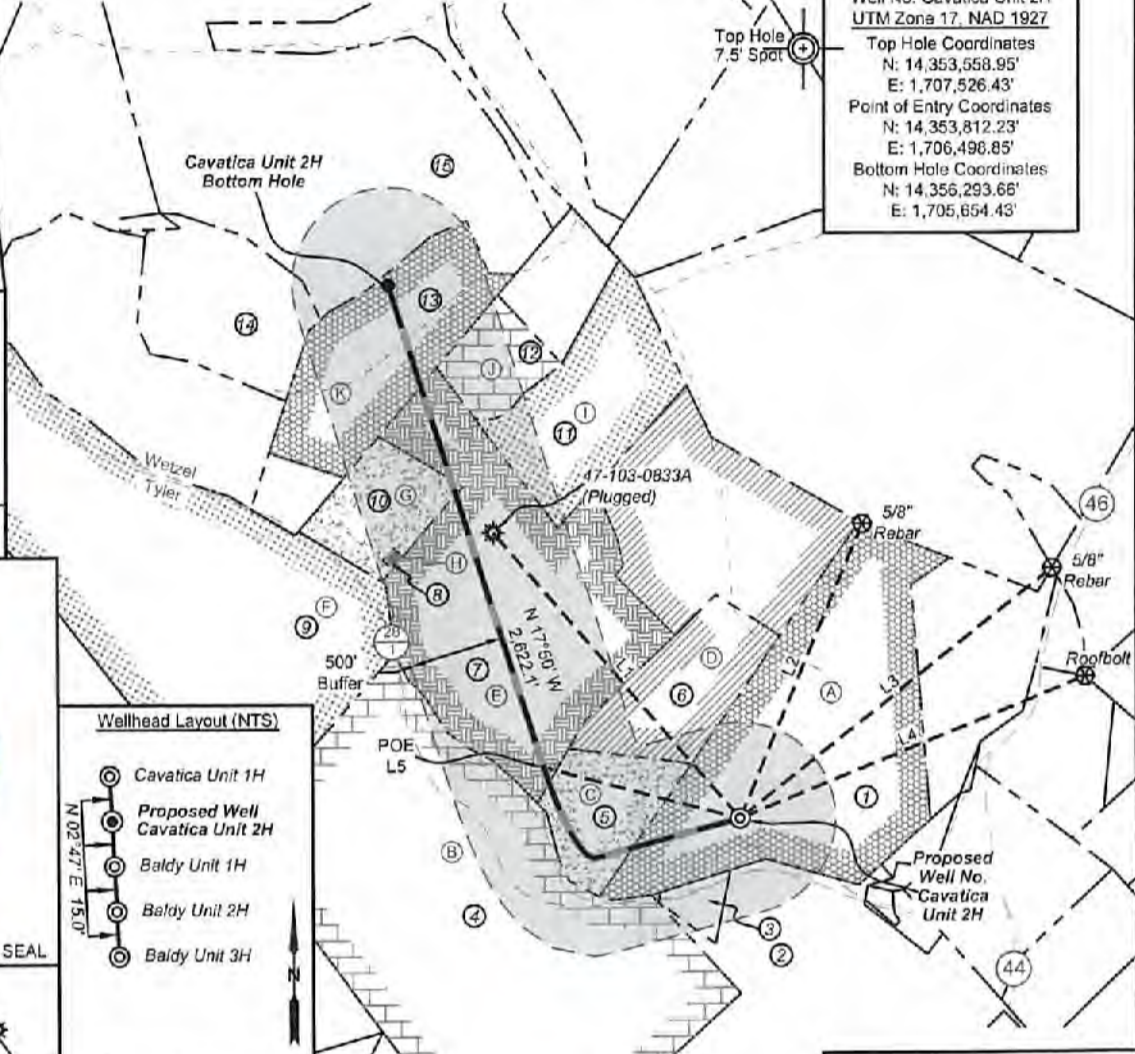 Well No. Cavatica Unit 2H
UTM Zone 17, NAD 1927
Top Hole Coordinates
N: 14,353,558.95'
E: 1,707,526.43'
Point of Entry Coordinates
N: 14,353,812.23'
E: 1,706,496.85'
Bottom Hole Coordinates
N: 14,356,293.66'
E: 1,705,654.43'
Top Hole
7.5' Spot
Cavatica Unit 2H
Bottom Hole
15
14
13
12
J
K
I
11
Wetzel
Tyler
47-103-0833A
(Plugged)
10
G
46
5/8"
Rebar
5/8"
Rebar
H
8
F
9
28
1
500'
Buffer
N 17°50' W
2,622.1'
7
E
D
6
L1
L2
L3
L4
A
Roofbolt
POE
L5
C
5
1
B
4
3
2
Proposed
Well No.
Cavatica
Unit 2H
44
Wellhead Layout (NTS)
Cavatica Unit 1H
Proposed Well
Cavatica Unit 2H
Baldy Unit 1H
Baldy Unit 2H
Baldy Unit 3H
N 02°47' E 15.0'
N
SEAL